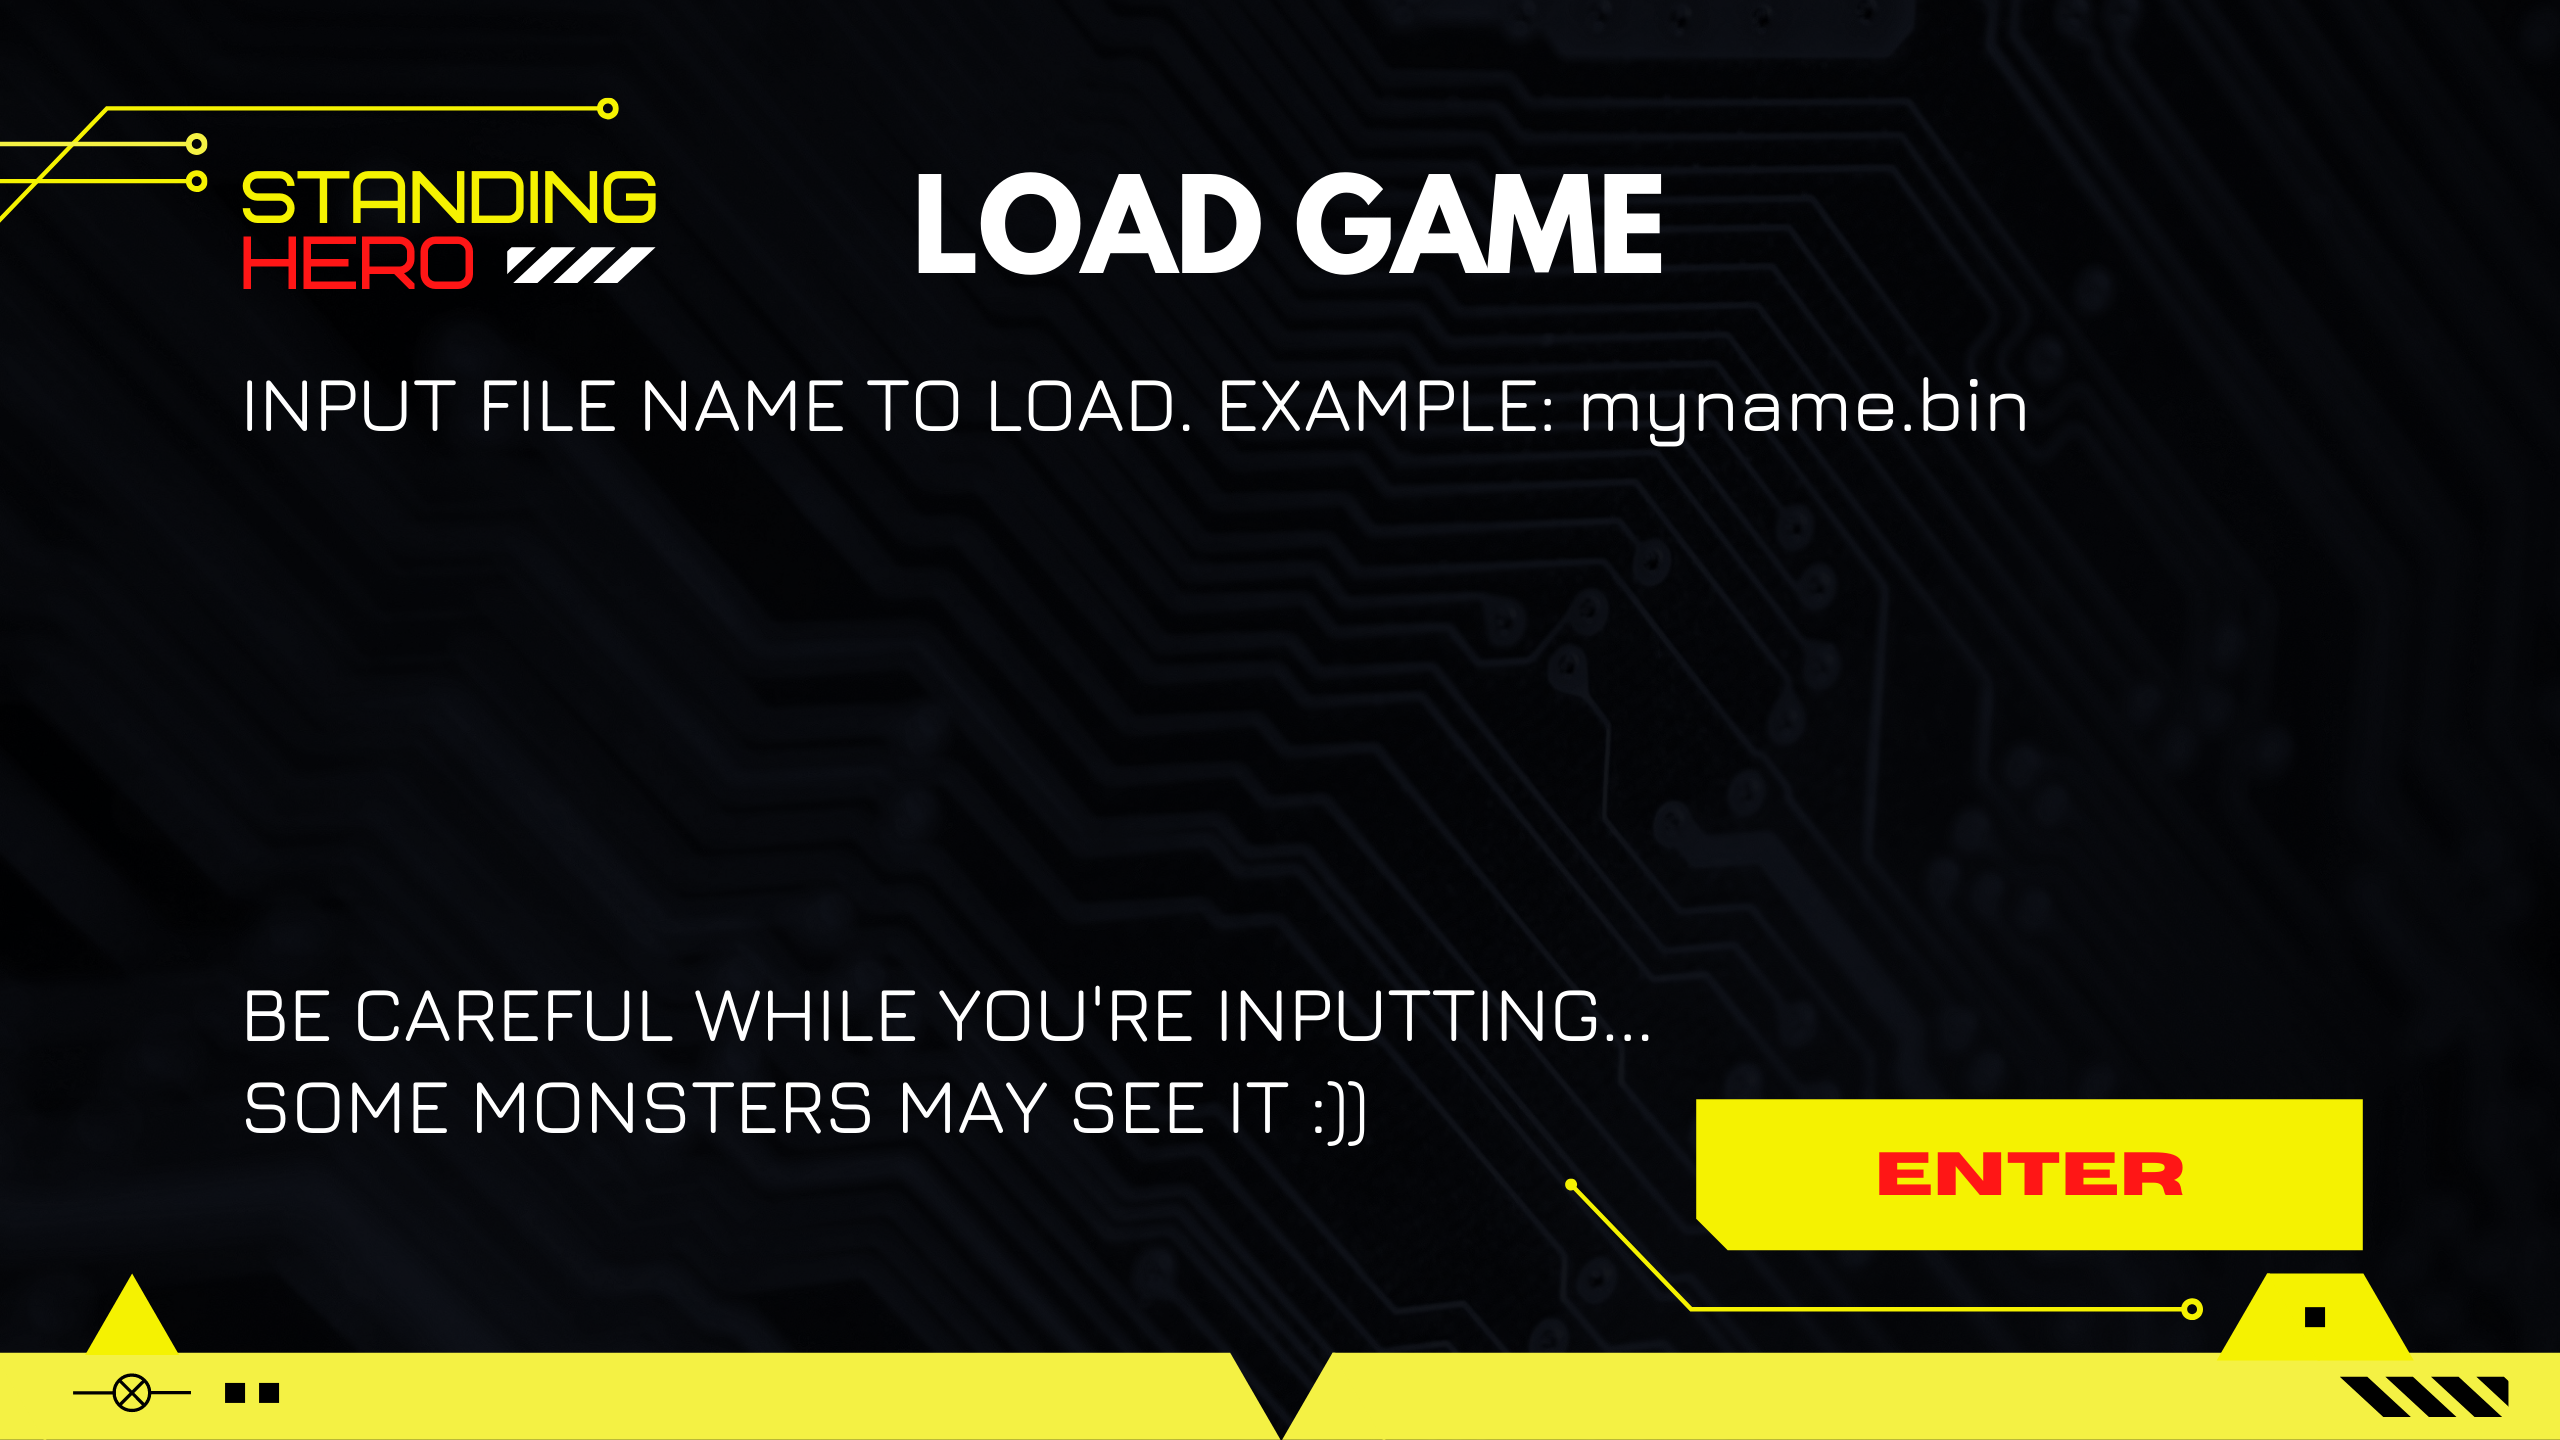 STANDING
HERO
LOAD GAME
INPUT FILE NAME TO LOAD. EXAMPLE: myname.bin
BE CAREFUL WHILE YOU'RE INPUTTING...
SOME MONSTERS MAY SEE IT :))
ENTER